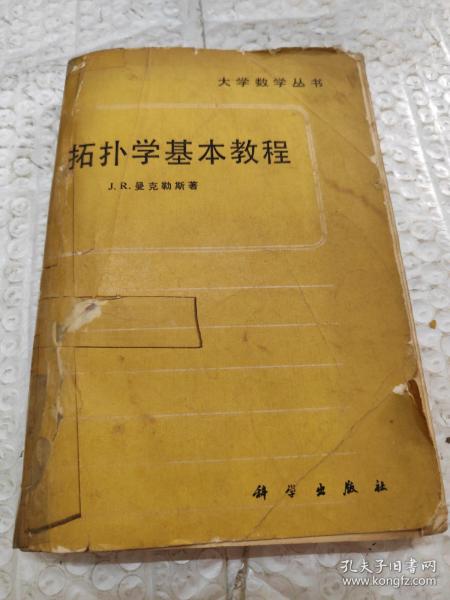 大学数学丛书
拓扑学基本教程
J.R.曼克勒斯著
科学出版社
孔夫子旧书网
www.kongfz.com